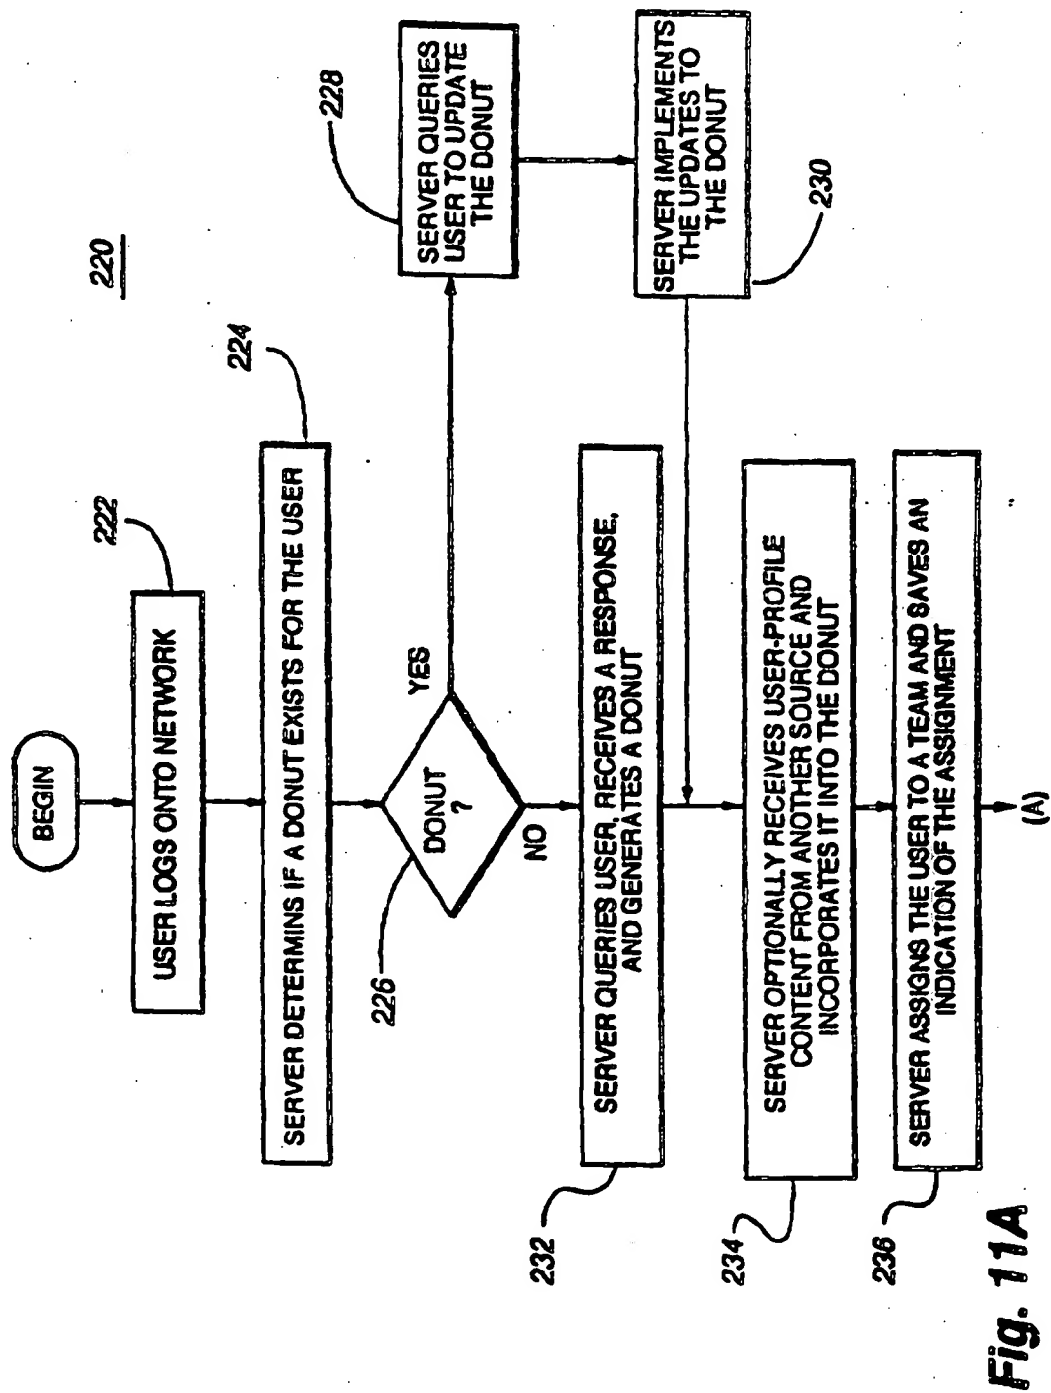 220
BEGIN
222
USER LOGS ONTO NETWORK
224
SERVER DETERMINS IF A DONUT EXISTS FOR THE USER
226
DONUT
?
YES
NO
228
SERVER QUERIES
USER TO UPDATE
THE DONUT
SERVER IMPLEMENTS
THE UPDATES TO
THE DONUT
230
232
SERVER QUERIES USER, RECEIVES A RESPONSE,
AND GENERATES A DONUT
234
SERVER OPTIONALLY RECEIVES USER-PROFILE
CONTENT FROM ANOTHER SOURCE AND
INCORPORATES IT INTO THE DONUT
236
SERVER ASSIGNS THE USER TO A TEAM AND SAVES AN
INDICATION OF THE ASSIGNMENT
(A)
Fig. 11A